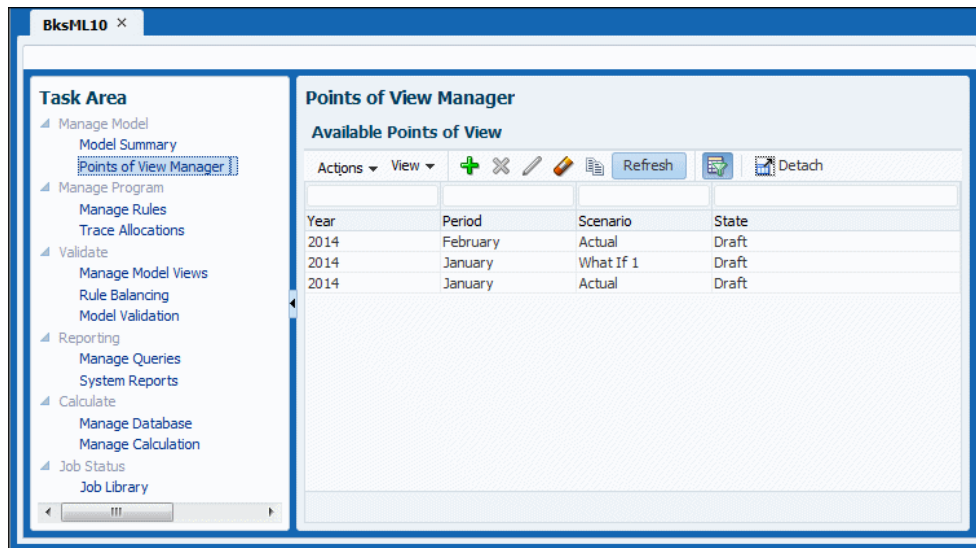 BksML10 ×
Task Area
Manage Model
Model Summary
Points of View Manager
Manage Program
Manage Rules
Trace Allocations
Validate
Manage Model Views
Rule Balancing
Model Validation
Reporting
Manage Queries
System Reports
Calculate
Manage Database
Manage Calculation
Job Status
Job Library
Points of View Manager
Available Points of View
Actions View Refresh Detach
Year Period Scenario State
2014 February Actual Draft
2014 January What If 1 Draft
2014 January Actual Draft